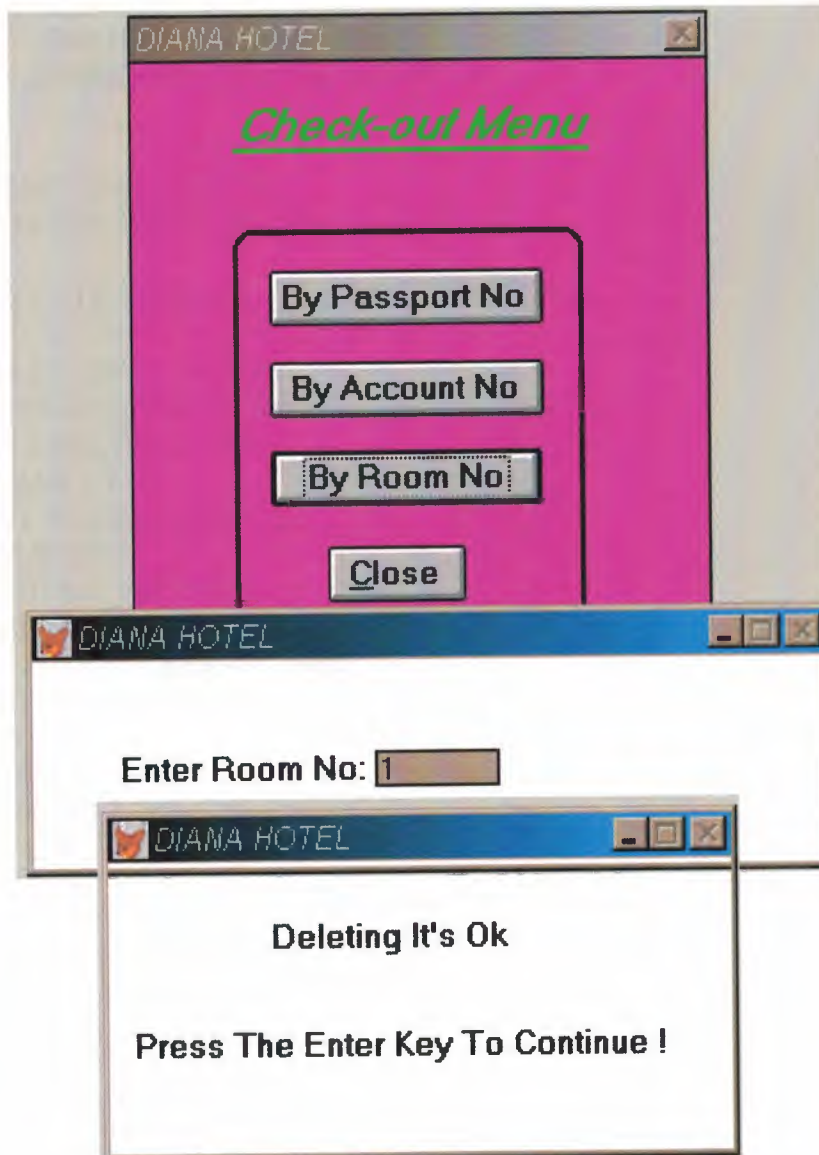 DIANA HOTEL
Check-out Menu
By Passport No
By Account No
By Room No
Close
DIANA HOTEL
Enter Room No: 1
DIANA HOTEL
Deleting It's Ok
Press The Enter Key To Continue !